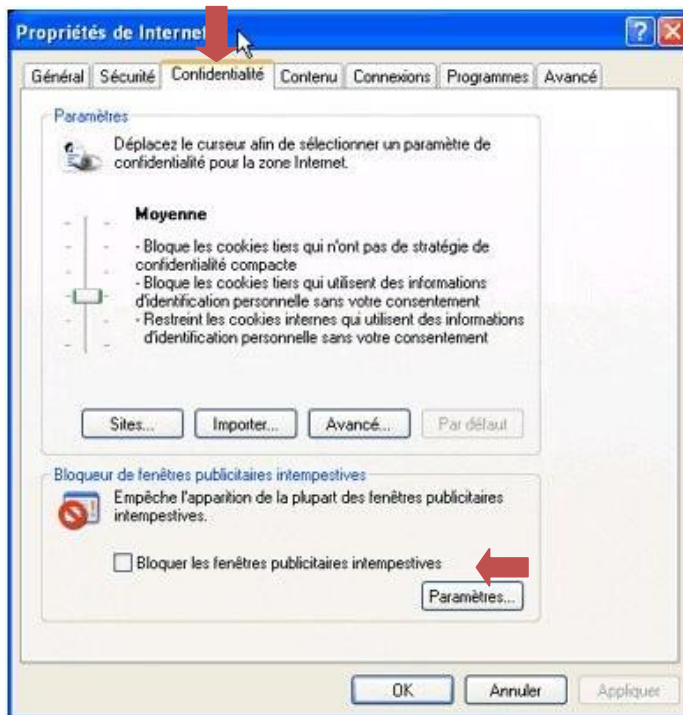 Propriétés de Internet
Général Sécurité Confidentialité Contenu Connexions Programmes Avancé
Paramètres
Déplacez le curseur afin de sélectionner un paramètre de
confidentialité pour la zone Internet.
Moyenne
- Bloque les cookies tiers qui n'ont pas de stratégie de
confidentialité compacte
- Bloque les cookies tiers qui utilisent des informations
d'identification personnelle sans votre consentement
- Restreint les cookies internes qui utilisent des informations
d'identification personnelle sans votre consentement
Sites... Importer... Avancé... Par défaut
Bloqueur de fenêtres publicitaires intempestives
Empêche l'apparition de la plupart des fenêtres publicitaires
intempestives.
Bloquer les fenêtres publicitaires intempestives
Paramètres...
OK Annuler Appliquer